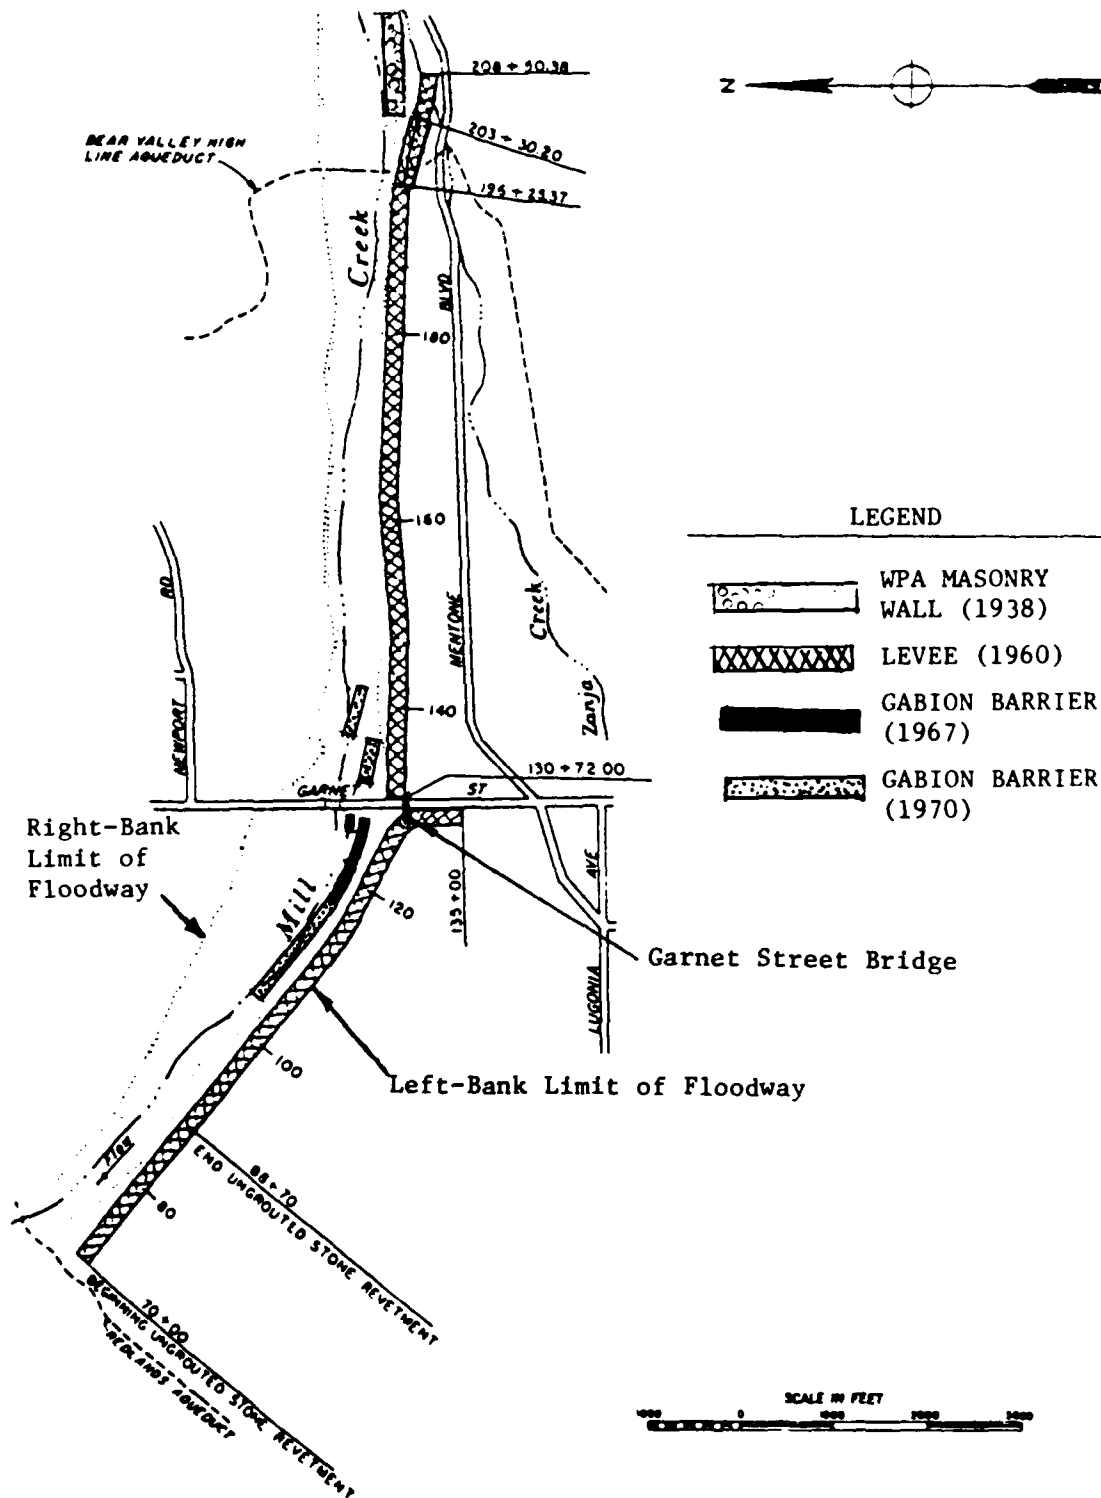 208 + 90.38
N
203 + 30.20
BEAR VALLEY HIGH
LINE AQUEDUCT
Creek
BLVD
180
160
LEGEND
WPA MASONRY
WALL (1938)
LEVEE (1960)
GABION BARRIER
(1967)
GABION BARRIER
(1970)
RD
NEWPORT
MENTONE
Creek
Zanja
140
130 + 72 00
GARNET
ST
Right-Bank
Limit of
Floodway
Mill
120
135+00
AVE
LUGONIA
Garnet Street Bridge
100
Left-Bank Limit of Floodway
FLOW
80
88+70
END UNGROUTED STONE REVETMENT
70+00
BEGINNING UNGROUTED STONE REVETMENT
REDLANDS AQUEDUCT
SCALE IN FEET
1000 0 1000 2000 3000